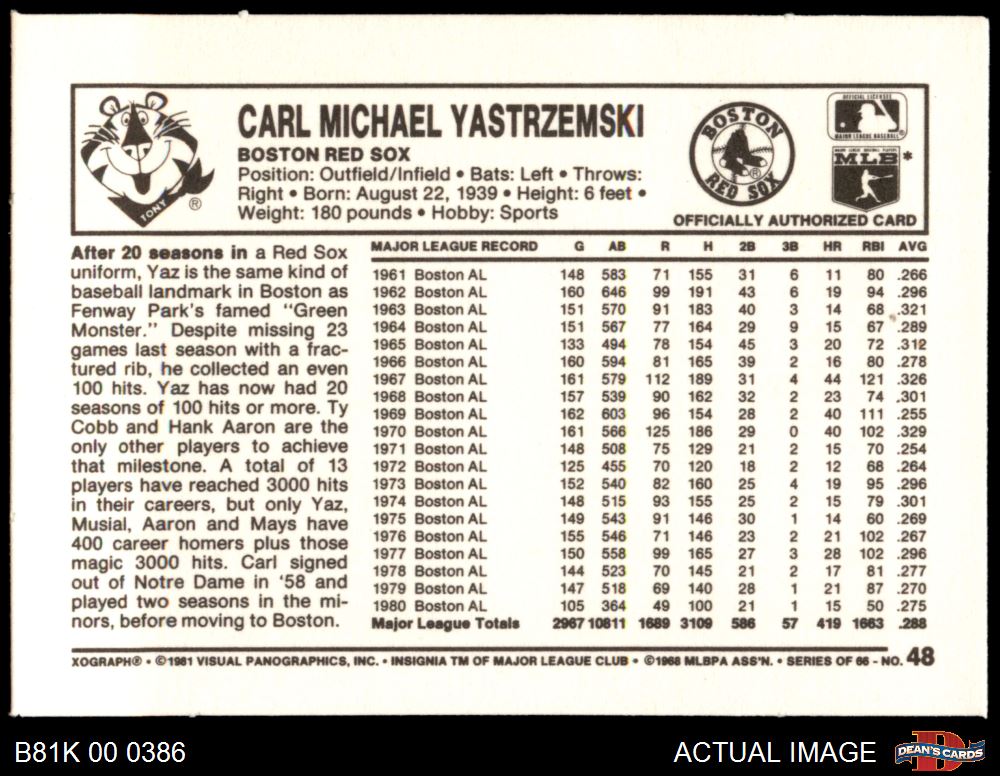 TONY
®
CARL MICHAEL YASTRZEMSKI
BOSTON RED SOX
Position: Outfield/Infield • Bats: Left • Throws:
Right • Born: August 22, 1939 • Height: 6 feet •
Weight: 180 pounds • Hobby: Sports
BOSTON
RED SOX
®
OFFICIAL LICENSEE
MAJOR LEAGUE BASEBALL
®
MAJOR LEAGUE BASEBALL PLAYERS
MLB*
OFFICIALLY AUTHORIZED CARD
After 20 seasons in a Red Sox
uniform, Yaz is the same kind of
baseball landmark in Boston as
Fenway Park's famed "Green
Monster." Despite missing 23
games last season with a frac-
tured rib, he collected an even
100 hits. Yaz has now had 20
seasons of 100 hits or more. Ty
Cobb and Hank Aaron are the
only other players to achieve
that milestone. A total of 13
players have reached 3000 hits
in their careers, but only Yaz,
Musial, Aaron and Mays have
400 career homers plus those
magic 3000 hits. Carl signed
out of Notre Dame in '58 and
played two seasons in the mi-
nors, before moving to Boston.
MAJOR LEAGUE RECORD G AB R H 2B 3B HR RBI AVG
1961 Boston AL 148 583 71 155 31 6 11 80 .266
1962 Boston AL 160 646 99 191 43 6 19 94 .296
1963 Boston AL 151 570 91 183 40 3 14 68 .321
1964 Boston AL 151 567 77 164 29 9 15 67 .289
1965 Boston AL 133 494 78 154 45 3 20 72 .312
1966 Boston AL 160 594 81 165 39 2 16 80 .278
1967 Boston AL 161 579 112 189 31 4 44 121 .326
1968 Boston AL 157 539 90 162 32 2 23 74 .301
1969 Boston AL 162 603 96 154 28 2 40 111 .255
1970 Boston AL 161 566 125 186 29 0 40 102 .329
1971 Boston AL 148 508 75 129 21 2 15 70 .254
1972 Boston AL 125 455 70 120 18 2 12 68 .264
1973 Boston AL 152 540 82 160 25 4 19 95 .296
1974 Boston AL 148 515 93 155 25 2 15 79 .301
1975 Boston AL 149 543 91 146 30 1 14 60 .269
1976 Boston AL 155 546 71 146 23 2 21 102 .267
1977 Boston AL 150 558 99 165 27 3 28 102 .296
1978 Boston AL 144 523 70 145 21 2 17 81 .277
1979 Boston AL 147 518 69 140 28 1 21 87 .270
1980 Boston AL 105 364 49 100 21 1 15 50 .275
Major League Totals 2967 10811 1689 3109 586 57 419 1663 .288
XOGRAPH® • ©1981 VISUAL PANOGRAPHICS, INC. • INSIGNIA TM OF MAJOR LEAGUE CLUB • ©1968 MLBPA ASS'N. • SERIES OF 66 - NO. 48
B81K 00 0386
ACTUAL IMAGE
DEAN'S CARDS